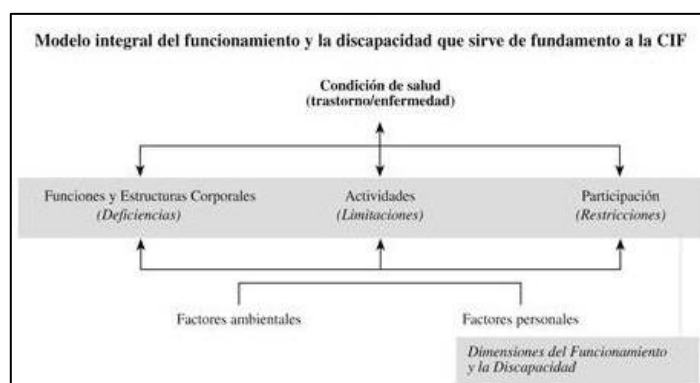 Modelo integral del funcionamiento y la discapacidad que sirve de fundamento a la CIF
Condición de salud
(trastorno/enfermedad)
Funciones y Estructuras Corporales
(Deficiencias)
Actividades
(Limitaciones)
Participación
(Restricciones)
Factores ambientales
Factores personales
Dimensiones del Funcionamiento
y la Discapacidad